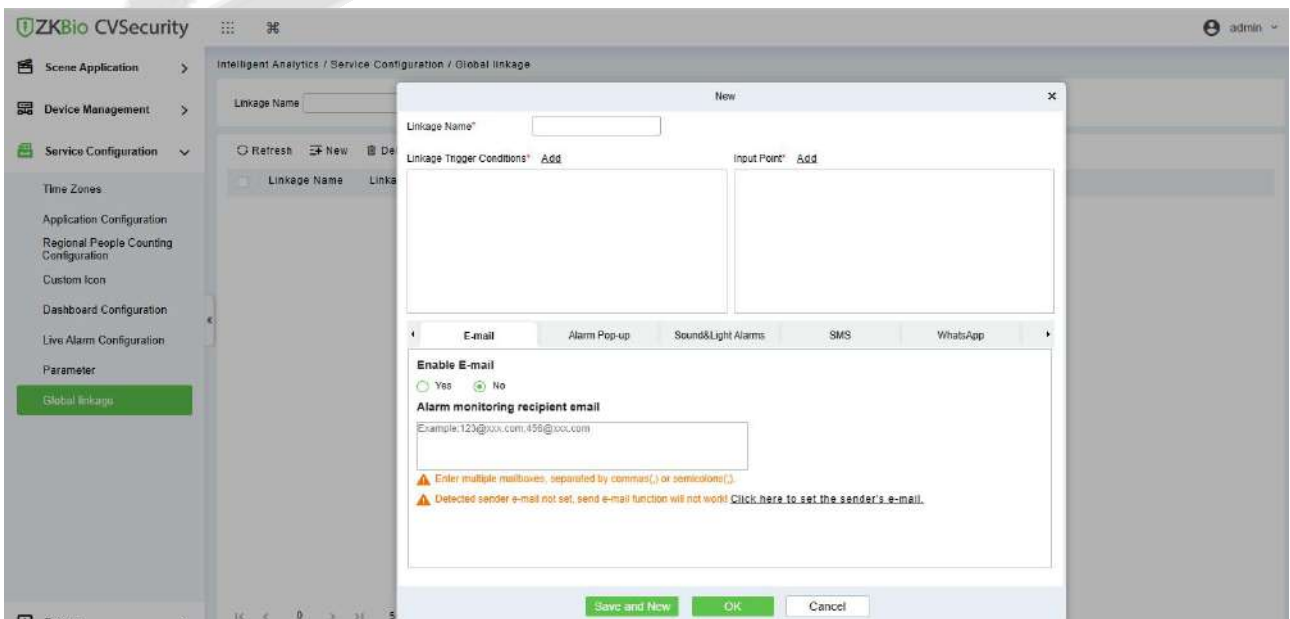 ZKBio CVSecurity
admin
Scene Application
Device Management
Service Configuration
Time Zones
Application Configuration
Regional People Counting
Configuration
Custom Icon
Dashboard Configuration
Live Alarm Configuration
Parameter
Global linkage
Intelligent Analytics / Service Configuration / Global linkage
Linkage Name
Refresh New De
Linkage Name Linka
0 5
New
Linkage Name*
Linkage Trigger Conditions* Add Input Point* Add
E-mail Alarm Pop-up Sound&Light Alarms SMS WhatsApp
Enable E-mail
Yes No
Alarm monitoring recipient email
Example:123@xxx.com,456@xxx.com
Enter multiple mailboxes, separated by commas(,) or semicolons(;).
Detected sender e-mail not set, send e-mail function will not work! Click here to set the sender's e-mail.
Save and New OK Cancel